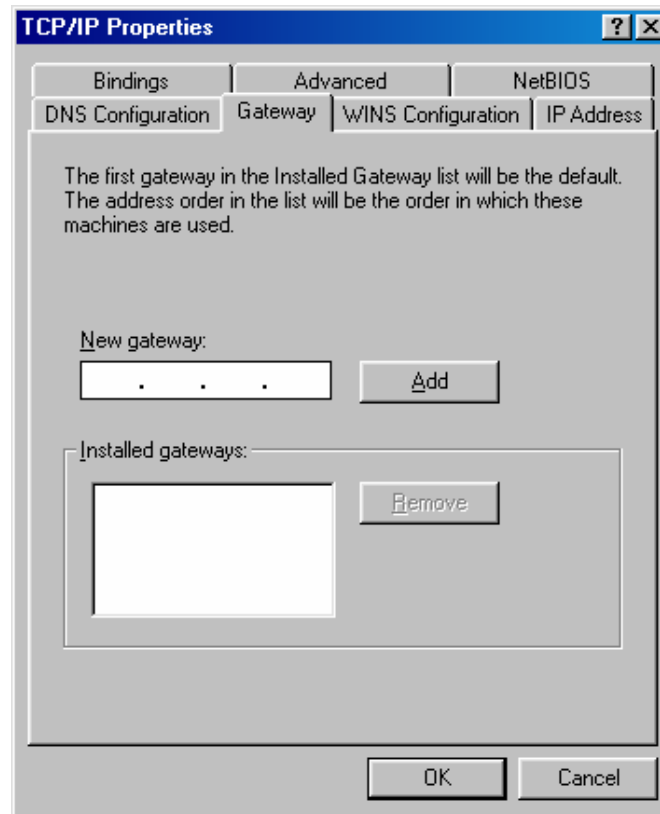 TCP/IP Properties
Bindings Advanced NetBIOS
DNS Configuration Gateway WINS Configuration IP Address
The first gateway in the Installed Gateway list will be the default.
The address order in the list will be the order in which these
machines are used.
New gateway:
. . .
Add
Installed gateways:
Remove
OK Cancel